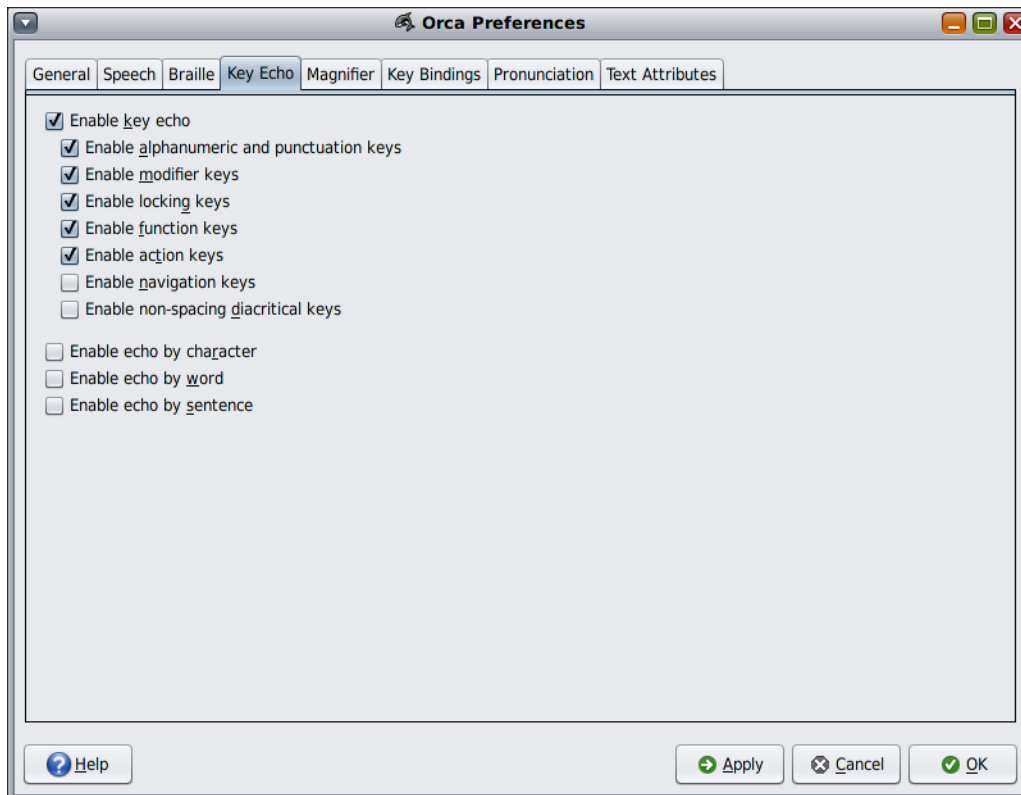 Orca Preferences
General Speech Braille Key Echo Magnifier Key Bindings Pronunciation Text Attributes
Enable key echo
Enable alphanumeric and punctuation keys
Enable modifier keys
Enable locking keys
Enable function keys
Enable action keys
Enable navigation keys
Enable non-spacing diacritical keys
Enable echo by character
Enable echo by word
Enable echo by sentence
Help Apply Cancel OK